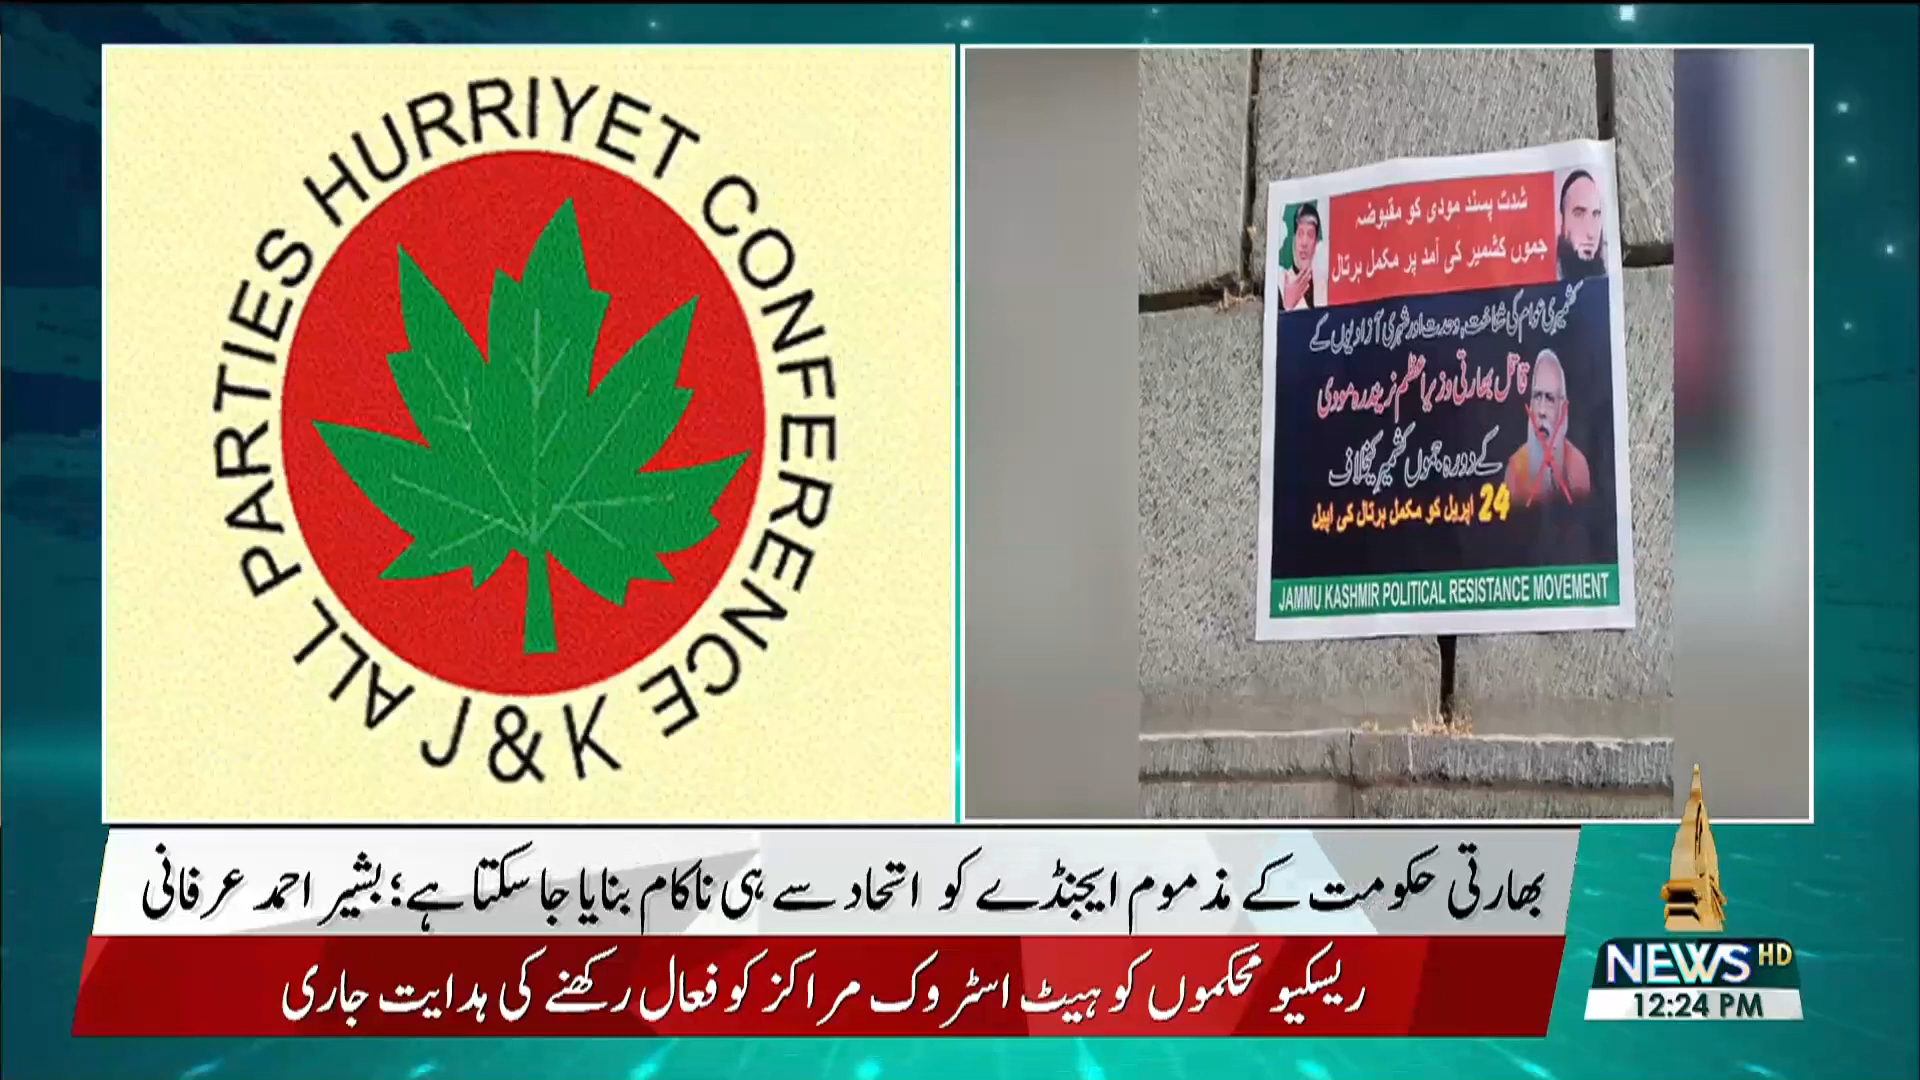 ALL PARTIES HURRIYET CONFERENCE
J & K
شدت پسند مودی کو مقبوضہ
جموں کشمیر کی آمد پر مکمل ہرتال
کشمیری عوام کی شناخت، وحدت اور شہری آزادیوں کے
قاتل بھارتی وزیراعظم نریندرہ مودی
کے دورہ جموں کشمیر کیخلاف
24 اپریل کو مکمل ہرتال کی اپیل
JAMMU KASHMIR POLITICAL RESISTANCE MOVEMENT
بھارتی حکومت کے مذموم ایجنڈے کو اتحاد سے ہی ناکام بنایا جا سکتا ہے؛ بشیر احمد عرفانی
ریسکیو محکموں کو ہیٹ اسٹروک مراکز کو فعال رکھنے کی ہدایت جاری
NEWS HD
12:24 PM